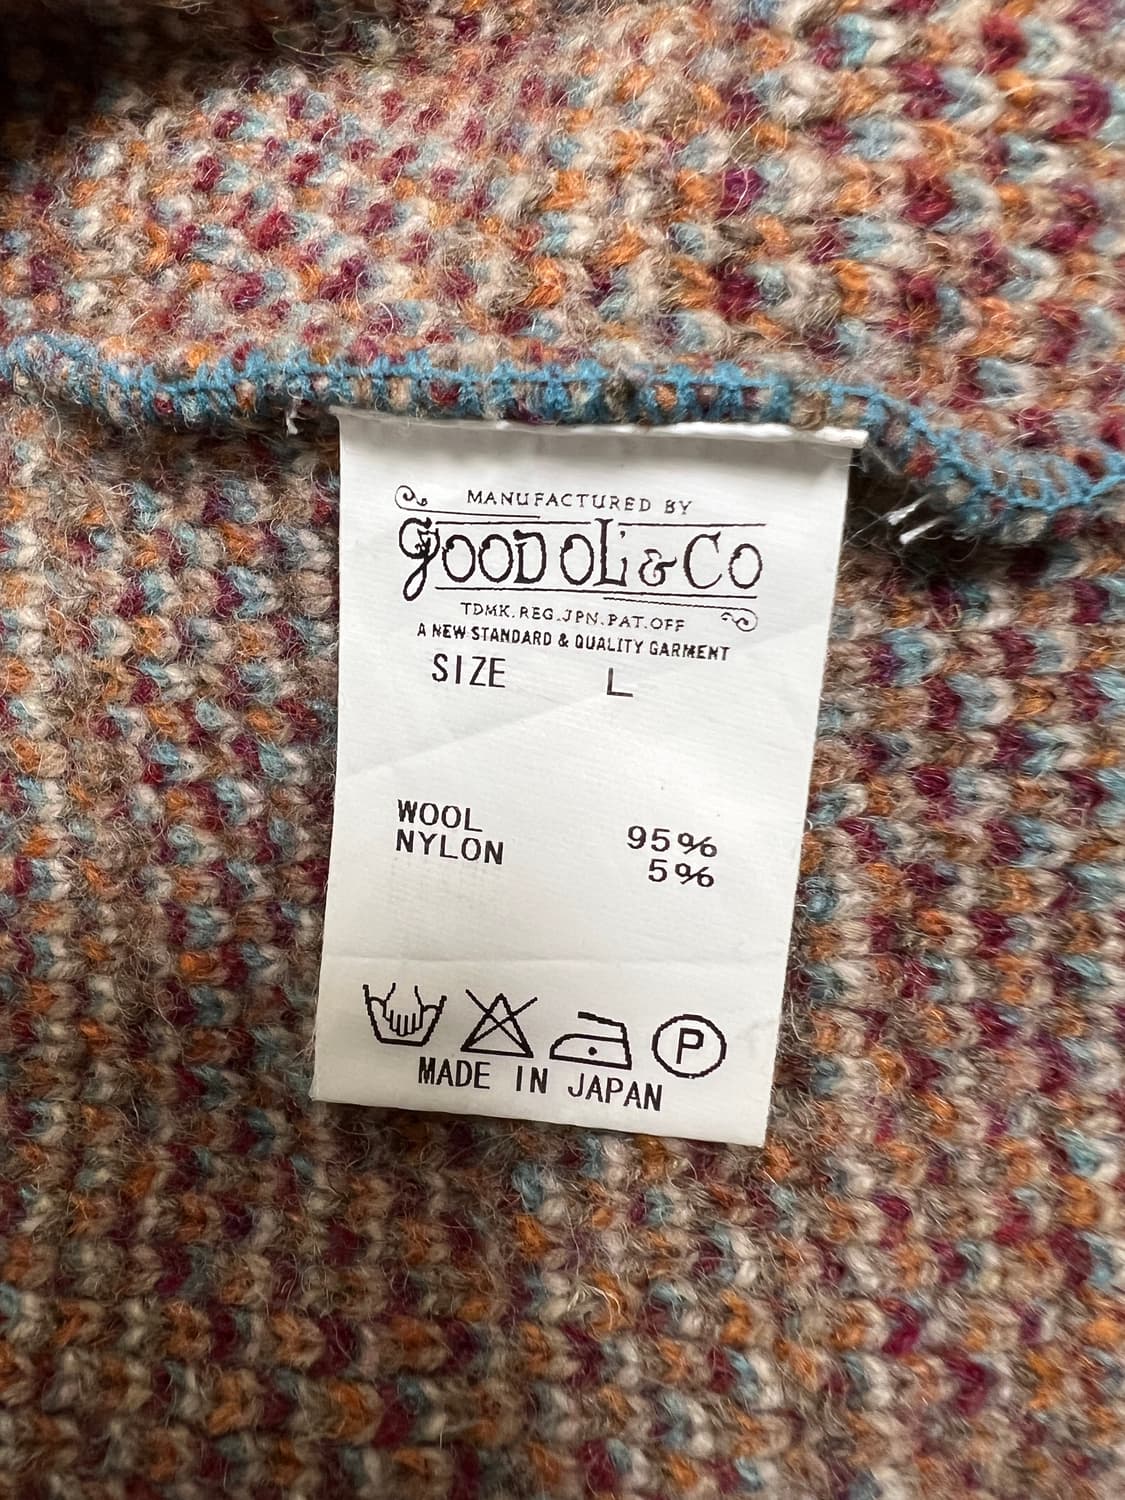 MANUFACTURED BY
GOOD OL' & CO
TDMK.REG.JPN.PAT.OFF
A NEW STANDARD & QUALITY GARMENT
SIZE L
WOOL 95%
NYLON 5%
P
MADE IN JAPAN